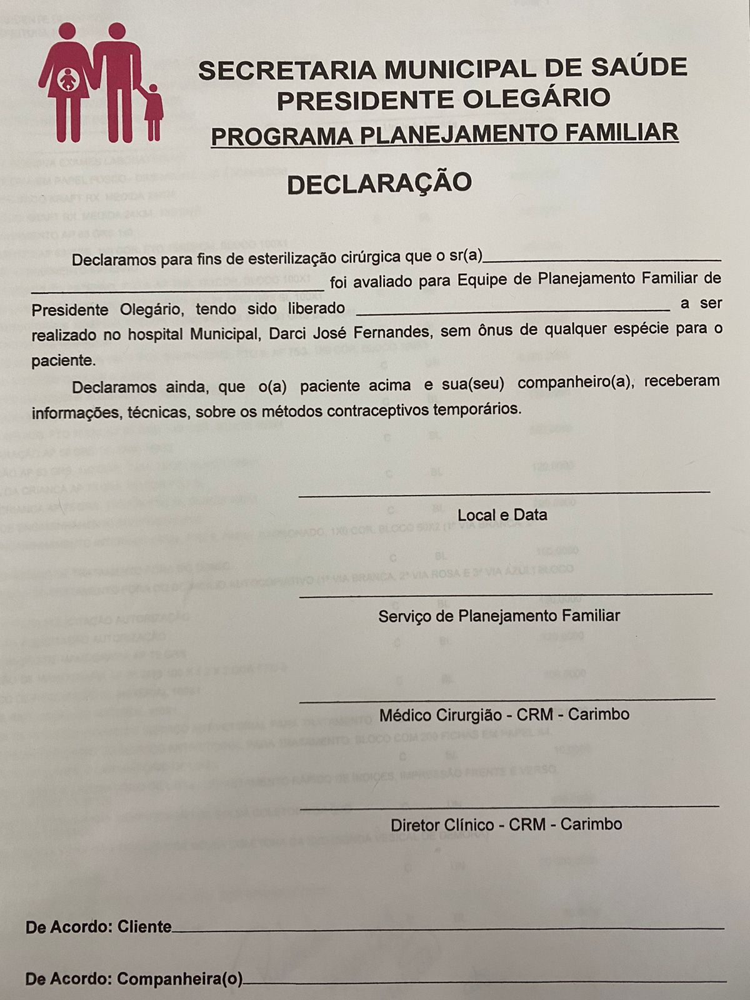 SECRETARIA MUNICIPAL DE SAÚDE
PRESIDENTE OLEGÁRIO
PROGRAMA PLANEJAMENTO FAMILIAR
DECLARAÇÃO
Declaramos para fins de esterilização cirúrgica que o sr(a)
foi avaliado para Equipe de Planejamento Familiar de
Presidente Olegário, tendo sido liberado a ser
realizado no hospital Municipal, Darci José Fernandes, sem ônus de qualquer espécie para o
paciente.
Declaramos ainda, que o(a) paciente acima e sua(seu) companheiro(a), receberam
informações, técnicas, sobre os métodos contraceptivos temporários.
Local e Data
Serviço de Planejamento Familiar
Médico Cirurgião - CRM - Carimbo
Diretor Clínico - CRM - Carimbo
De Acordo: Cliente
De Acordo: Companheira(o)